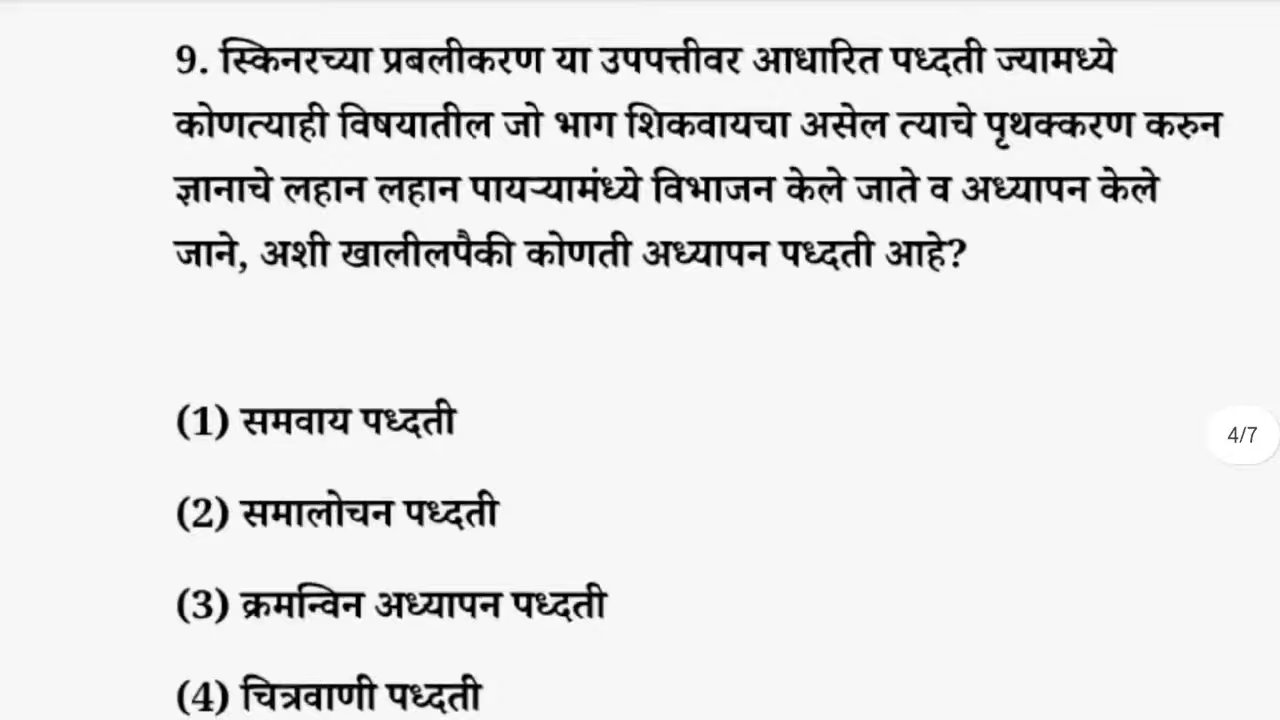 9. स्किनरच्या प्रबलीकरण या उपपत्तीवर आधारित पध्दती ज्यामध्ये
कोणत्याही विषयातील जो भाग शिकवायचा असेल त्याचे पृथक्करण करुन
ज्ञानाचे लहान लहान पायऱ्यामंध्ये विभाजन केले जाते व अध्यापन केले
जाने, अशी खालीलपैकी कोणती अध्यापन पध्दती आहे?
(1) समवाय पध्दती
(2) समालोचन पध्दती
(3) क्रमन्विन अध्यापन पध्दती
(4) चित्रवाणी पध्दती
4/7